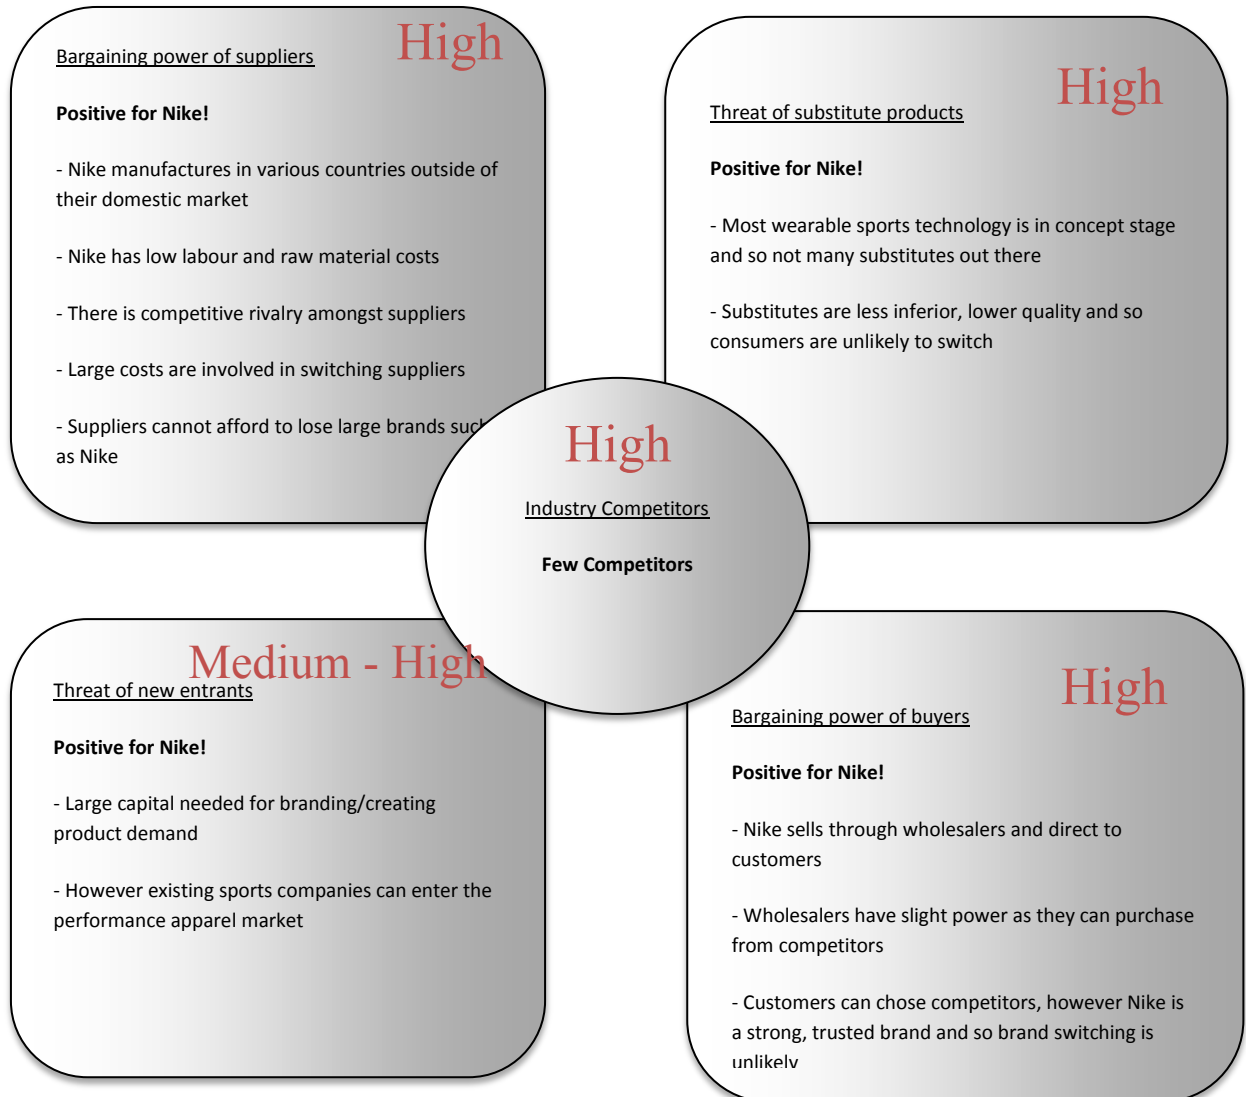 High
Bargaining power of suppliers
Positive for Nike!
- Nike manufactures in various countries outside of
their domestic market
- Nike has low labour and raw material costs
- There is competitive rivalry amongst suppliers
- Large costs are involved in switching suppliers
- Suppliers cannot afford to lose large brands such
as Nike
High
Threat of substitute products
Positive for Nike!
- Most wearable sports technology is in concept stage
and so not many substitutes out there
- Substitutes are less inferior, lower quality and so
consumers are unlikely to switch
High
Industry Competitors
Few Competitors
Medium - High
Threat of new entrants
Positive for Nike!
- Large capital needed for branding/creating
product demand
- However existing sports companies can enter the
performance apparel market
High
Bargaining power of buyers
Positive for Nike!
- Nike sells through wholesalers and direct to
customers
- Wholesalers have slight power as they can purchase
from competitors
- Customers can chose competitors, however Nike is
a strong, trusted brand and so brand switching is
unlikely